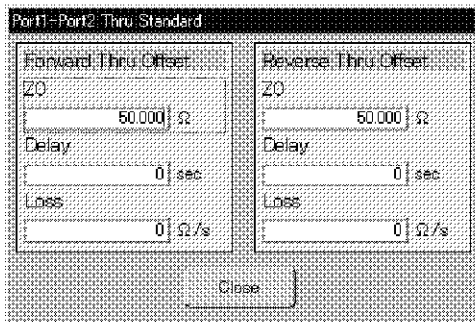 Port1-Port2 Thru Standard
Forward Thru Offset
Z0
50.000 Ω
Delay
0 sec
Loss
0 Ω/s
Reverse Thru Offset
Z0
50.000 Ω
Delay
0 sec
Loss
0 Ω/s
Close